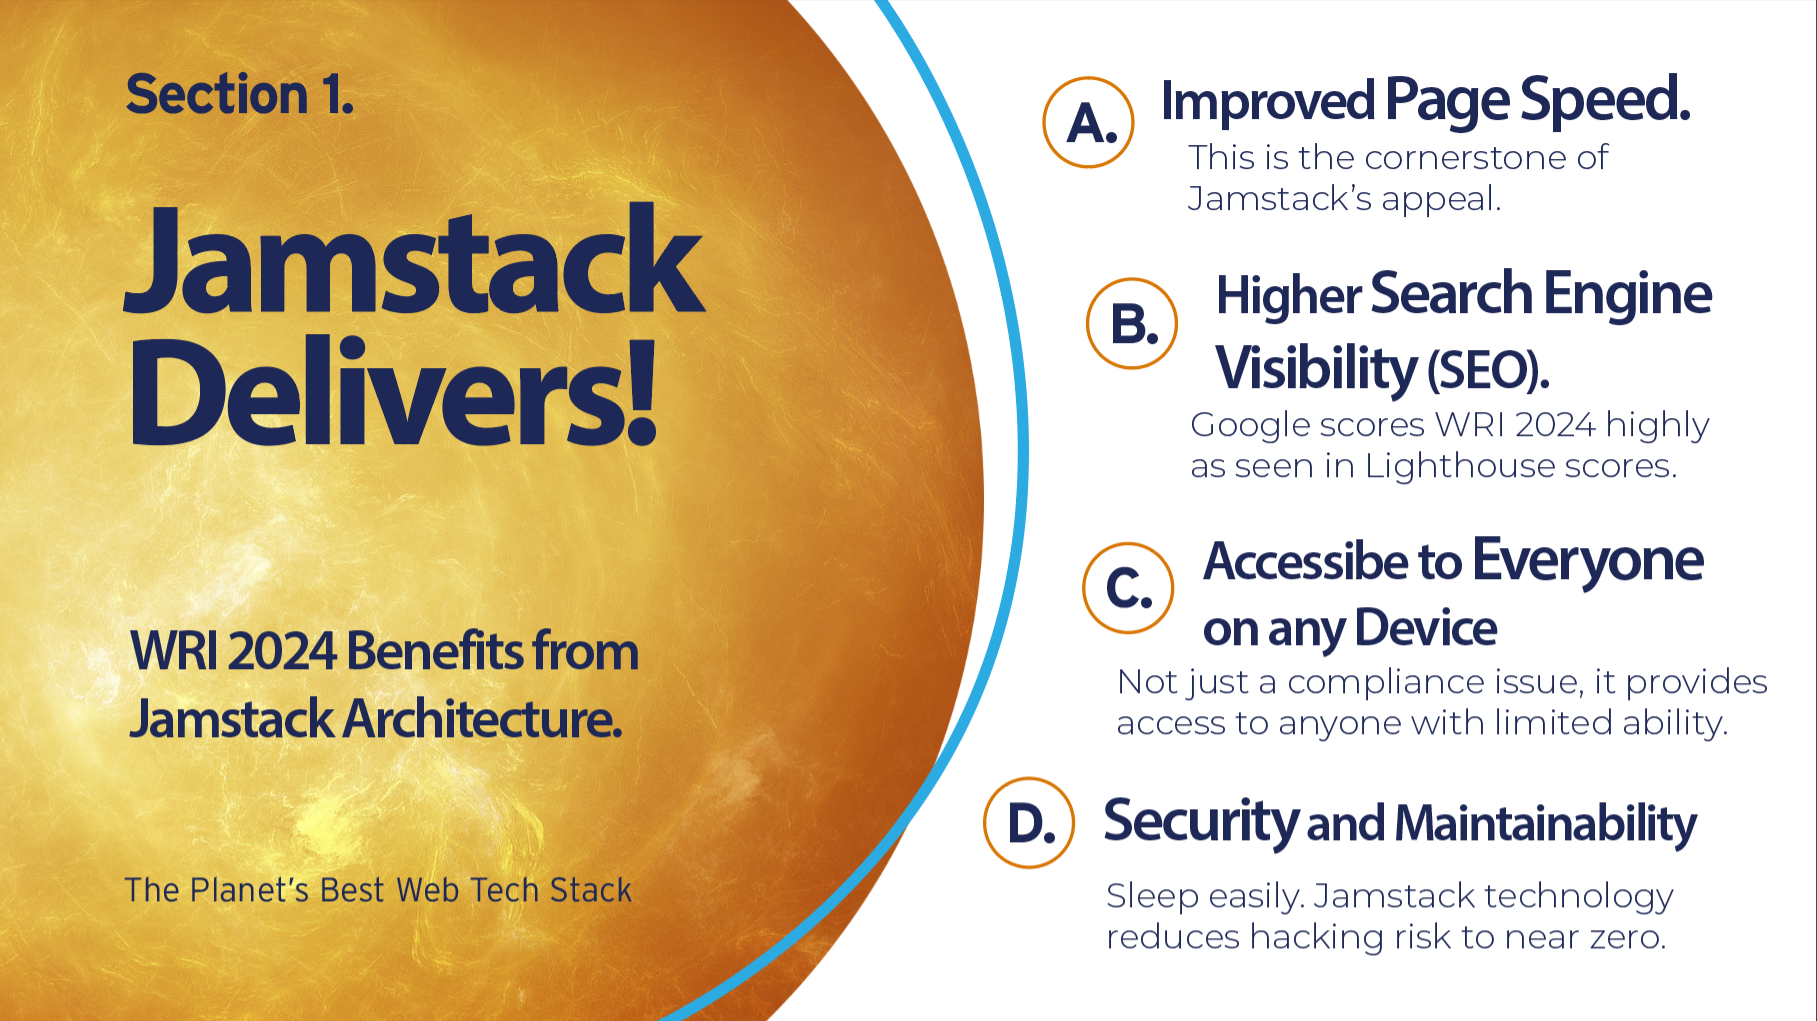 Section 1.
Jamstack
Delivers!
WRI 2024 Benefits from
Jamstack Architecture.
The Planet's Best Web Tech Stack
A. Improved Page Speed.
This is the cornerstone of
Jamstack’s appeal.
B. Higher Search Engine
Visibility (SEO).
Google scores WRI 2024 highly
as seen in Lighthouse scores.
C. Accessibe to Everyone
on any Device
Not just a compliance issue, it provides
access to anyone with limited ability.
D. Security and Maintainability
Sleep easily. Jamstack technology
reduces hacking risk to near zero.